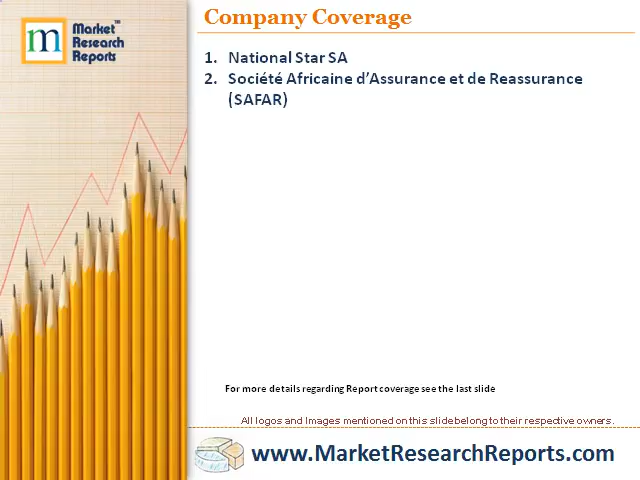 Market
Research
Reports
TM
m
Company Coverage
1. National Star SA
2. Société Africaine d’Assurance et de Reassurance
(SAFAR)
For more details regarding Report coverage see the last slide
All logos and Images mentioned on this slide belong to their respective owners.
www.MarketResearchReports.com